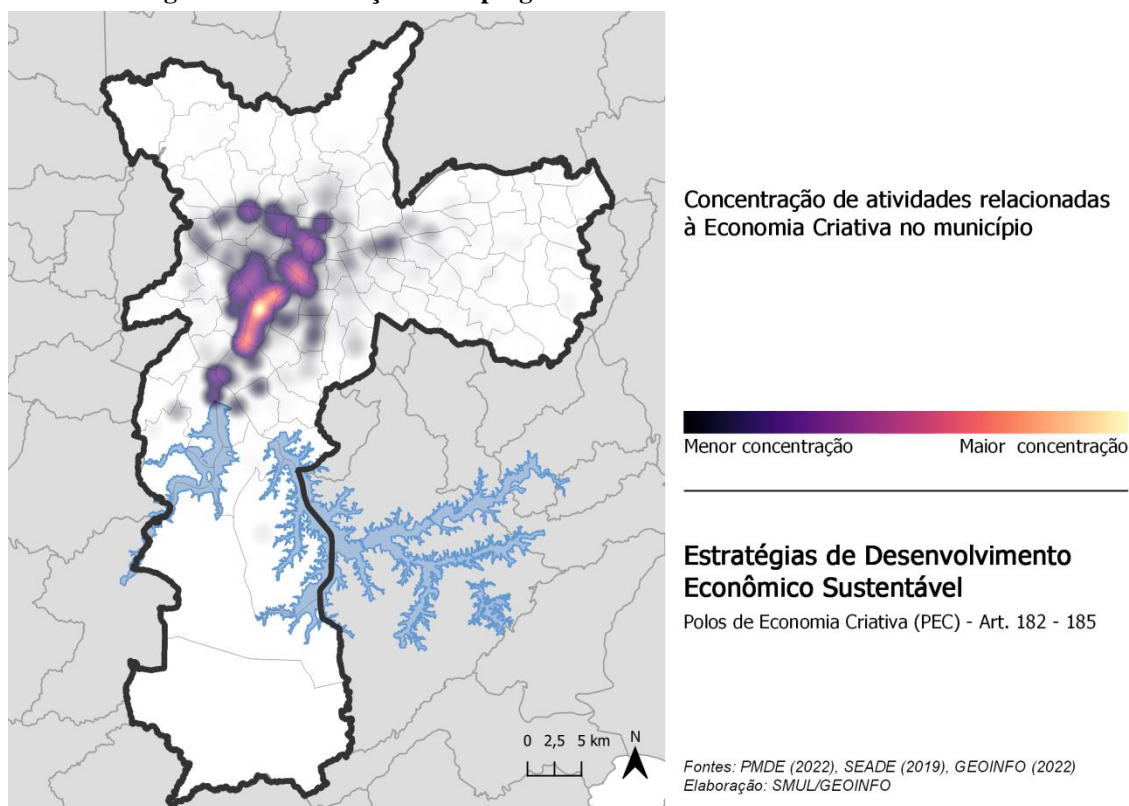 Concentração de atividades relacionadas
à Economia Criativa no município
Menor concentração Maior concentração
Estratégias de Desenvolvimento
Econômico Sustentável
Polos de Economia Criativa (PEC) - Art. 182 - 185
0 2,5 5 km N
Fontes: PMDE (2022), SEADE (2019), GEOINFO (2022)
Elaboração: SMUL/GEOINFO